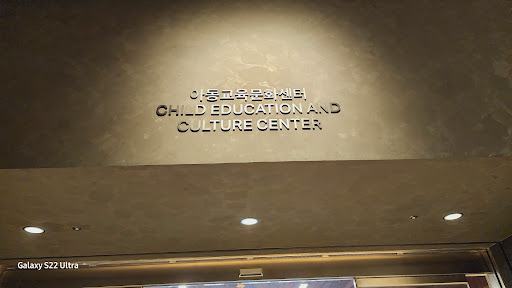 아동교육문화센터
CHILD EDUCATION AND
CULTURE CENTER
Galaxy S22 Ultra